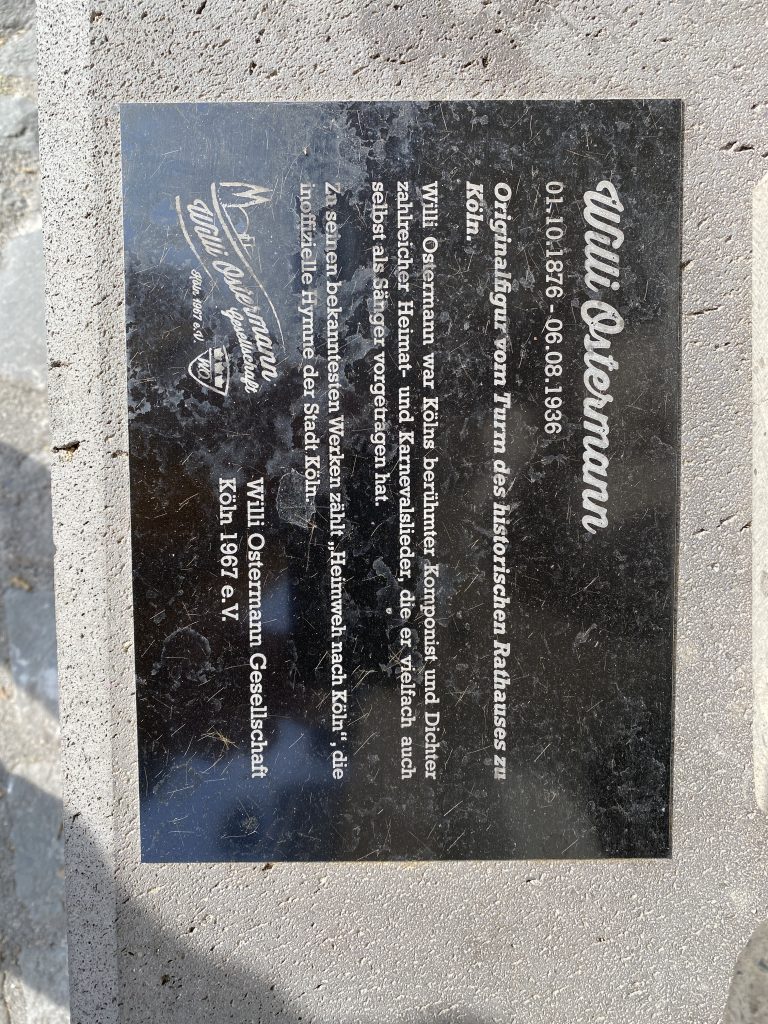 Willi Ostermann
01.10.1876 - 06.08.1936
Originalfigur vom Turm des historischen Rathauses zu
Köln.
Willi Ostermann war Kölns berühmter Komponist und Dichter
zahlreicher Heimat- und Karnevalslieder, die er vielfach auch
selbst als Sänger vorgetragen hat.
Zu seinen bekanntesten Werken zählt „Heimweh nach Köln“, die
inoffizielle Hymne der Stadt Köln.
Willi Ostermann
Gesellschaft
Köln 1967 e.V.
WO
Willi Ostermann Gesellschaft
Köln 1967 e.V.